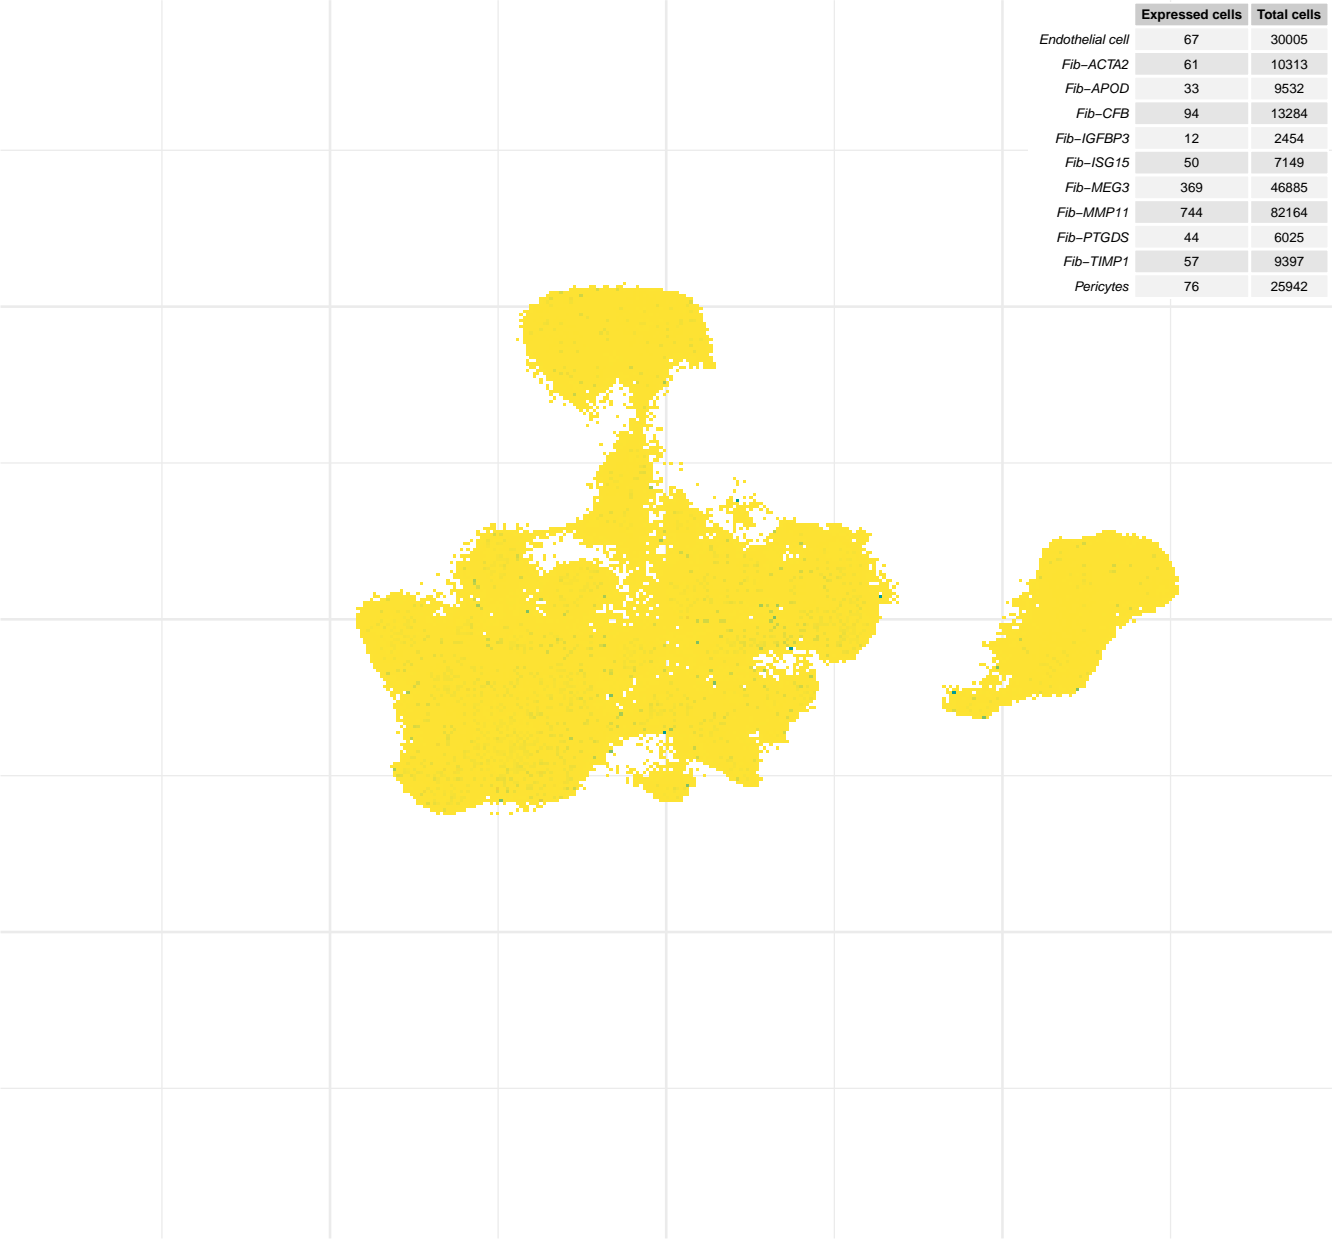 Expressed cells Total cells
Endothelial cell 67 30005
Fib−ACTA2 61 10313
Fib−APOD 33 9532
Fib−CFB 94 13284
Fib−IGFBP3 12 2454
Fib−ISG15 50 7149
Fib−MEG3 369 46885
Fib−MMP11 744 82164
Fib−PTGDS 44 6025
Fib−TIMP1 57 9397
Pericytes 76 25942